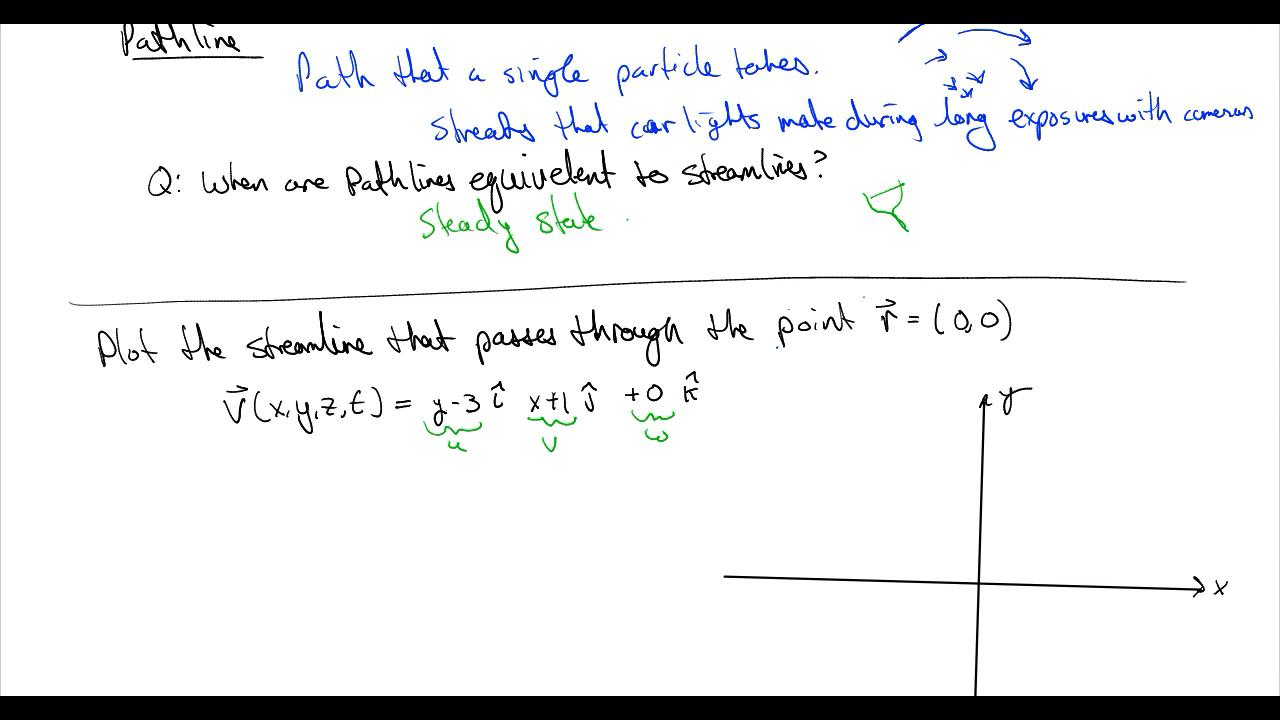 Pathline
Path that a single particle takes.
streaks that car lights make during long exposures with cameras
Q: When are Pathlines equivelent to streamlines?
Steady state
Plot the streamline that passes through the point r⃗ = (0,0)
V⃗(x,y,z,t) = y-3 î x+1 ĵ +0 k̂
u v w
y
x